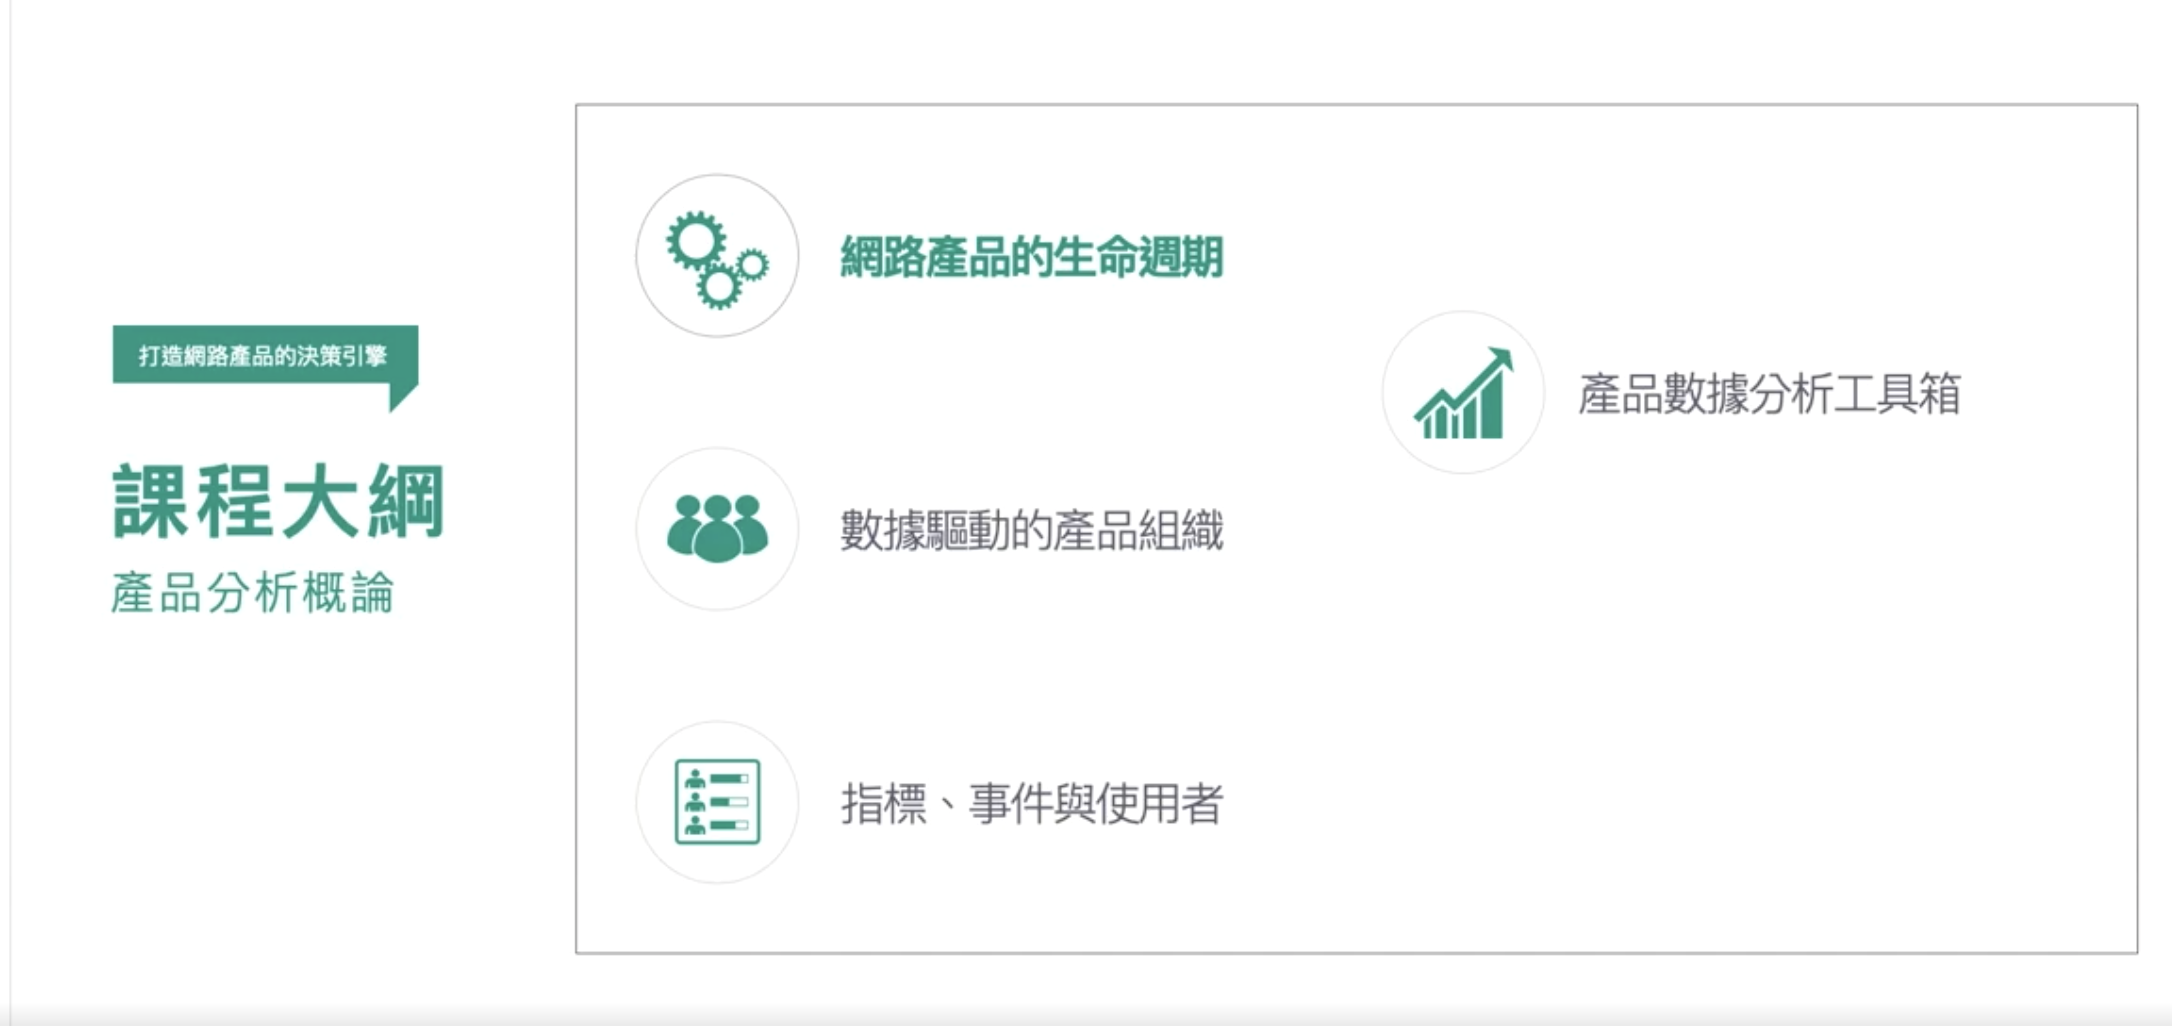 打造網路產品的決策引擎
課程大綱
產品分析概論
網路產品的生命週期
數據驅動的產品組織
指標、事件與使用者
產品數據分析工具箱